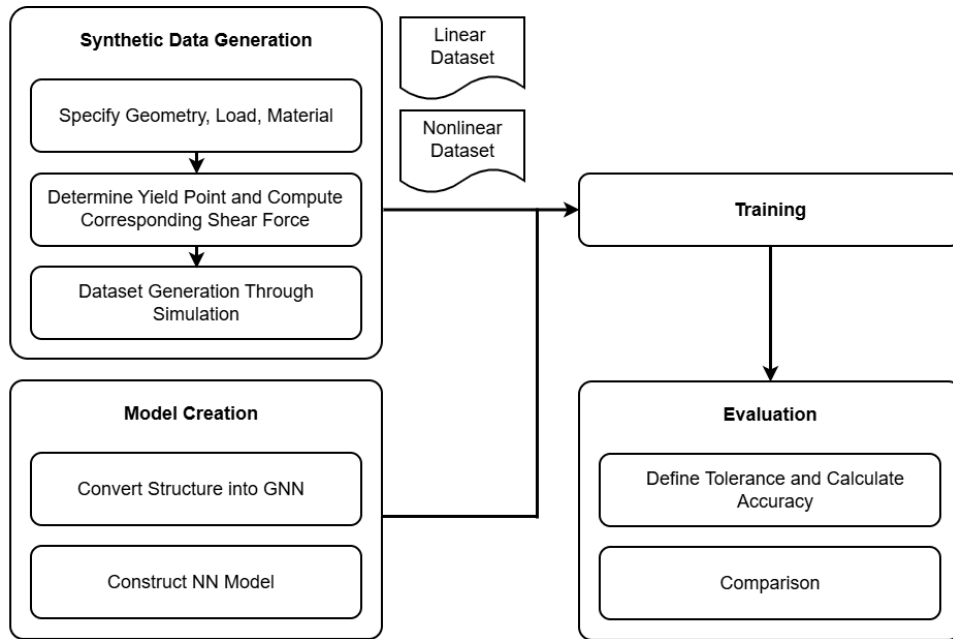 Synthetic Data Generation
Specify Geometry, Load, Material
Determine Yield Point and Compute
Corresponding Shear Force
Dataset Generation Through
Simulation
Linear
Dataset
Nonlinear
Dataset
Training
Model Creation
Convert Structure into GNN
Construct NN Model
Evaluation
Define Tolerance and Calculate
Accuracy
Comparison